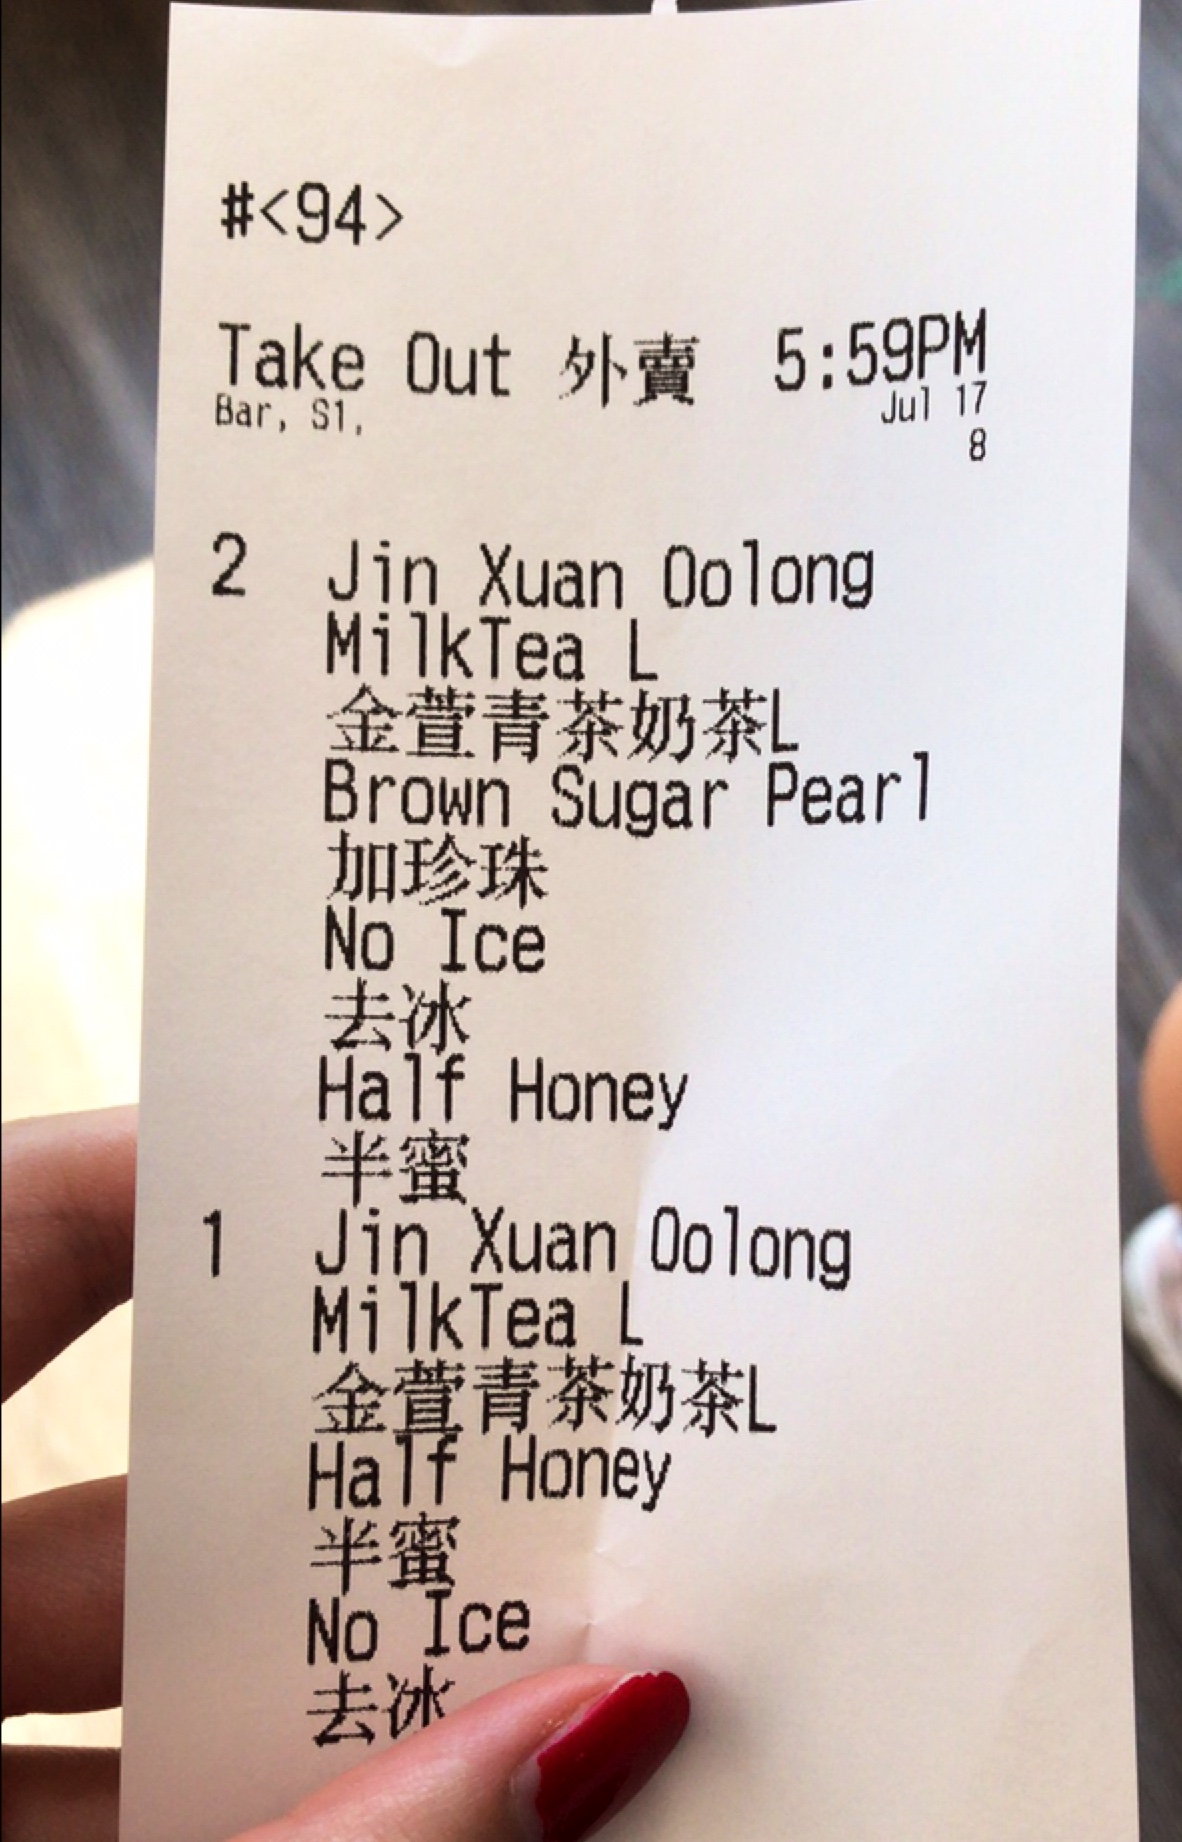 #<94>
Take Out 外賣 5:59PM
Bar, S1, Jul 17
8
2 Jin Xuan Oolong
MilkTea L
金萱青茶奶茶L
Brown Sugar Pearl
加珍珠
No Ice
去冰
Half Honey
半蜜
1 Jin Xuan Oolong
MilkTea L
金萱青茶奶茶L
Half Honey
半蜜
No Ice
去冰